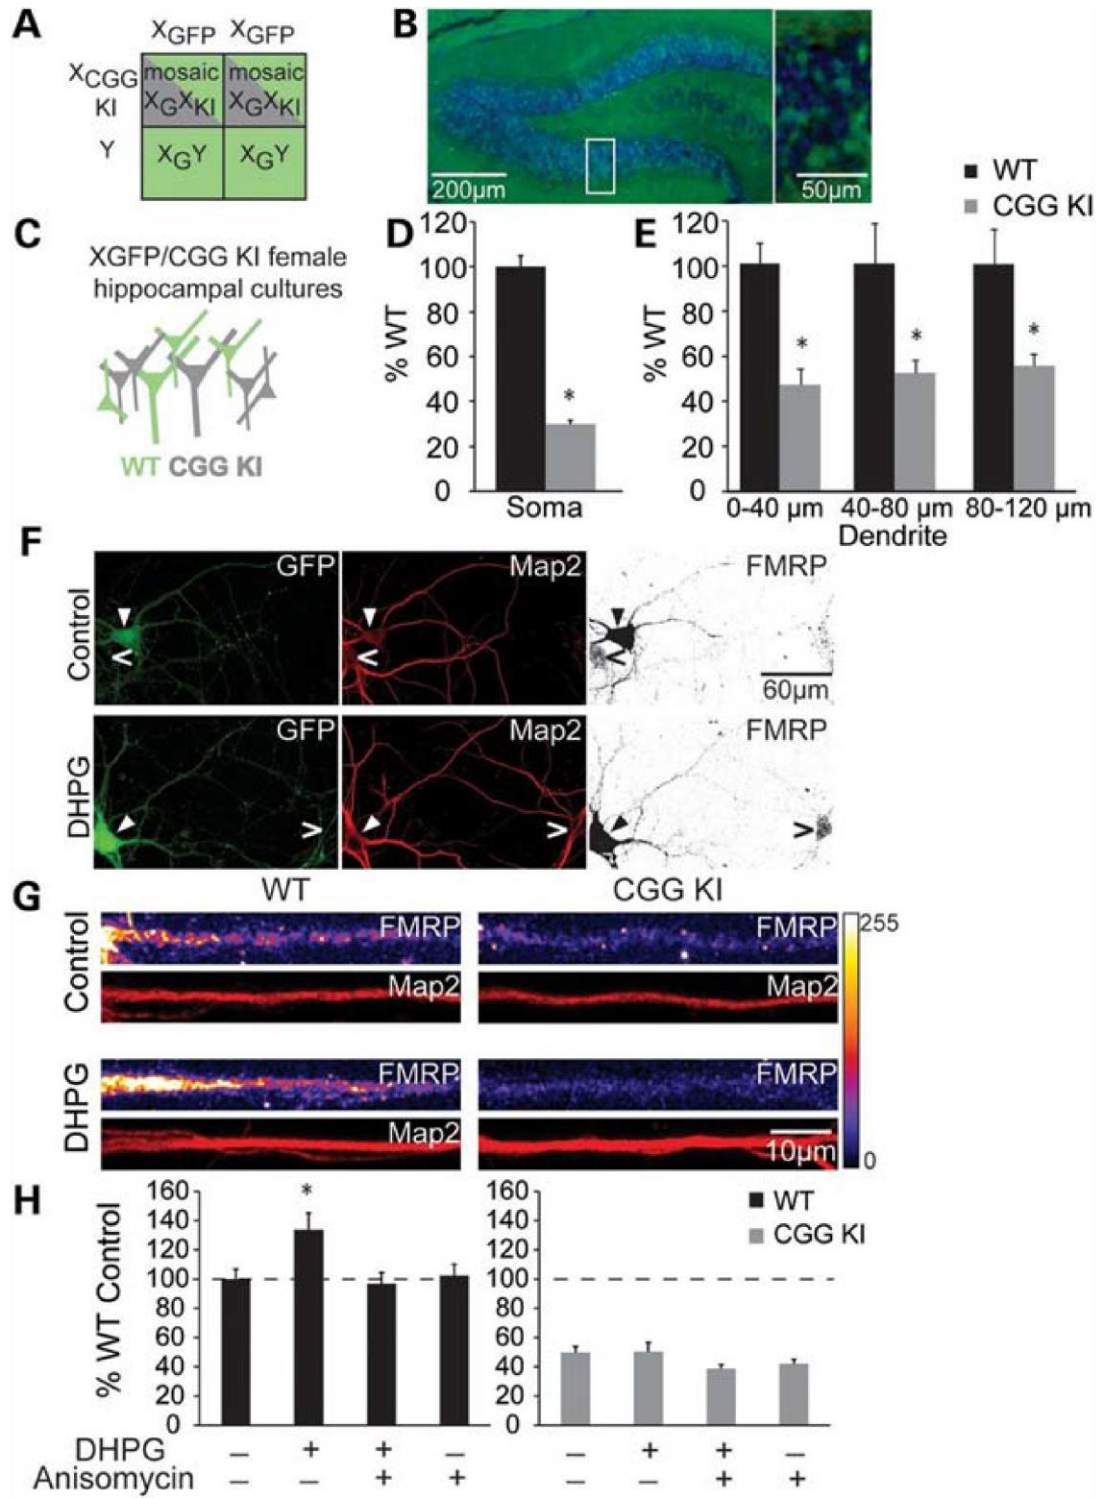 A
XGFP XGFP
XCGG KI
mosaic XGXKI
mosaic XGXKI
Y
XGY XGY
B
200µm
50µm
WT
CGG KI
C
XGFP/CGG KI female
hippocampal cultures
WT CGG KI
D
% WT
120
100
80
60
40
20
0
*
Soma
E
% WT
120
100
80
60
40
20
0
* * *
0-40 µm 40-80 µm 80-120 µm
Dendrite
F
Control
GFP Map2 FMRP
< < <
60µm
DHPG
GFP Map2 FMRP
> > >
G
WT CGG KI
Control
FMRP FMRP
255
Map2 Map2
DHPG
FMRP FMRP
Map2 Map2
10µm
0
H
% WT Control
160
140
120
100
80
60
40
20
0
*
160
140
120
100
80
60
40
20
0
WT
CGG KI
DHPG – + + – – + + –
Anisomycin – – + + – – + +